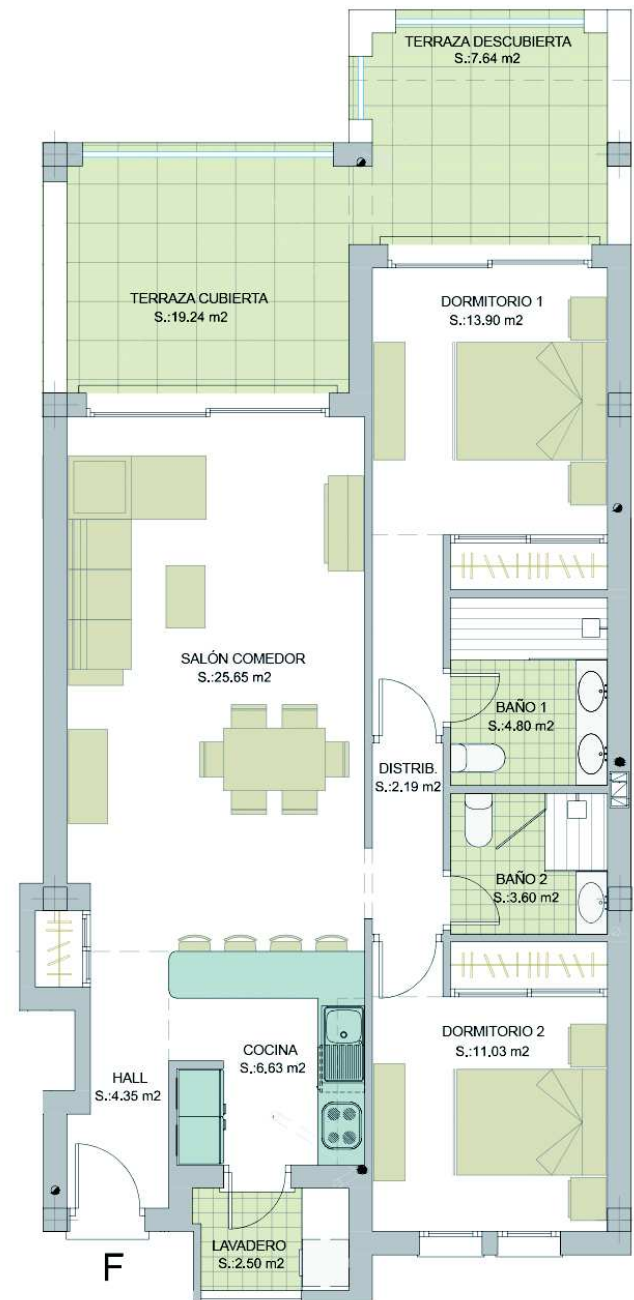 TERRAZA DESCUBIERTA
S.:7.64 m2
TERRAZA CUBIERTA
S.:19.24 m2
DORMITORIO 1
S.:13.90 m2
SALÓN COMEDOR
S.:25.65 m2
BAÑO 1
S.:4.80 m2
DISTRIB.
S.:2.19 m2
BAÑO 2
S.:3.60 m2
DORMITORIO 2
S.:11.03 m2
COCINA
S.:6.63 m2
HALL
S.:4.35 m2
LAVADERO
S.:2.50 m2
F